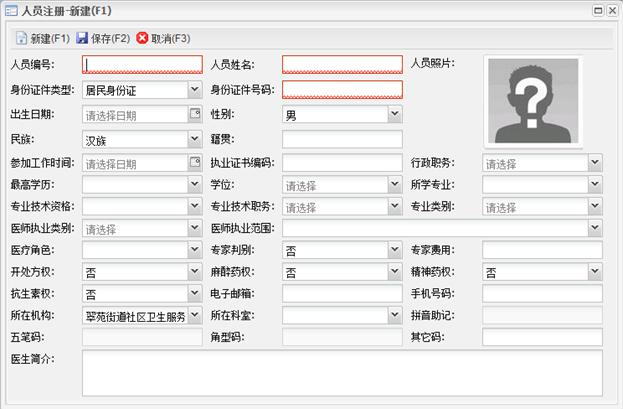 人员注册-新建(F1)
新建(F1) 保存(F2) 取消(F3)
人员编号: 人员姓名: 人员照片:
身份证件类型: 居民身份证 身份证件号码:
出生日期: 请选择日期 性别: 男
民族: 汉族 籍贯:
参加工作时间: 请选择日期 执业证书编码: 行政职务: 请选择
最高学历: 学位: 请选择 所学专业:
专业技术资格: 专业技术职务: 请选择 专业类别: 请选择
医师执业类别: 请选择 医师执业范围:
医疗角色: 专家判别: 否 专家费用:
开处方权: 否 麻醉药权: 否 精神药权: 否
抗生素权: 否 电子邮箱: 手机号码:
所在机构: 翠苑街道社区卫生服务 所在科室: 拼音助记:
五笔码: 角型码: 其它码:
医生简介: